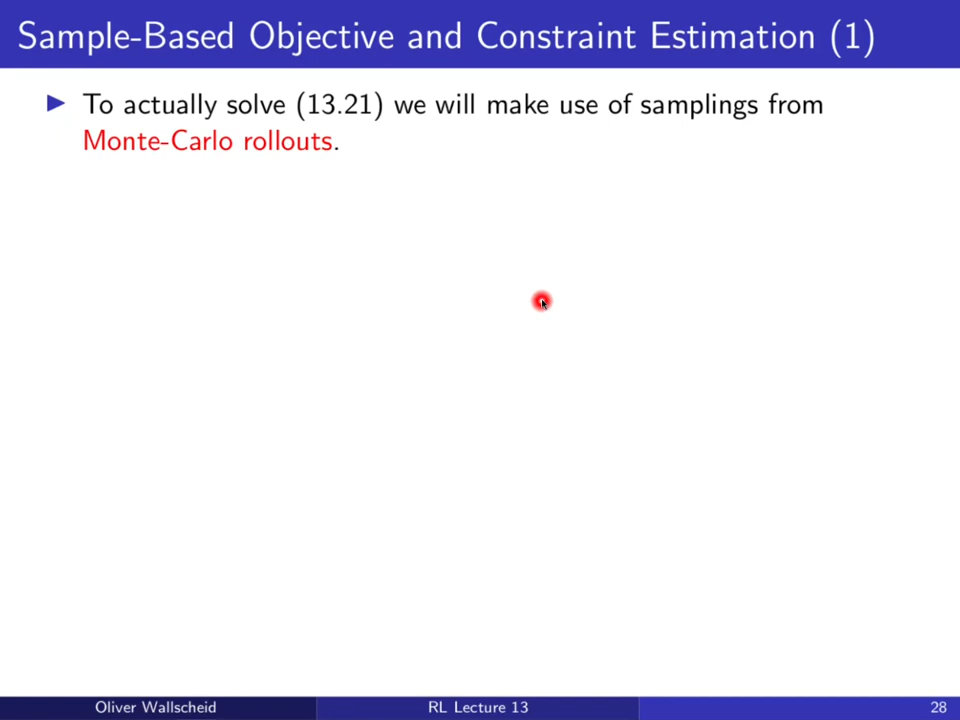 Sample-Based Objective and Constraint Estimation (1)
To actually solve (13.21) we will make use of samplings from
Monte-Carlo rollouts.
Oliver Wallscheid
RL Lecture 13
28